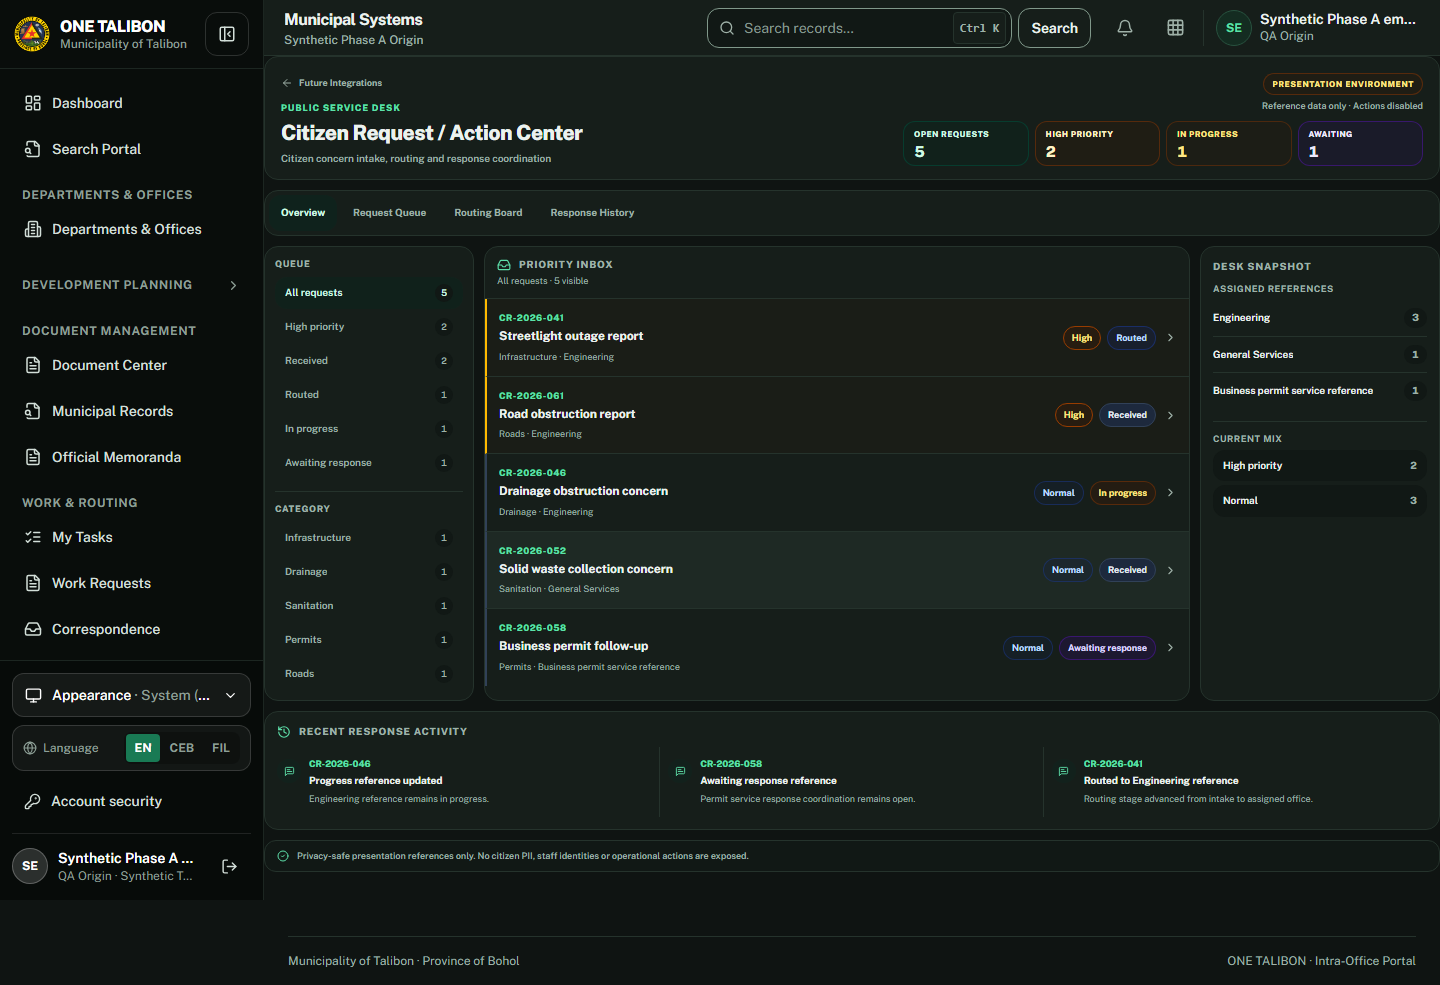 ONE TALIBON
Municipality of Talibon
Dashboard
Search Portal
DEPARTMENTS & OFFICES
Departments & Offices
DEVELOPMENT PLANNING
DOCUMENT MANAGEMENT
Document Center
Municipal Records
Official Memoranda
WORK & ROUTING
My Tasks
Work Requests
Correspondence
Appearance · System (...
Language EN CEB FIL
Account security
SE Synthetic Phase A ...
QA Origin · Synthetic T...
Municipal Systems
Synthetic Phase A Origin
Search records... Ctrl K Search
SE Synthetic Phase A em...
QA Origin
Future Integrations
PUBLIC SERVICE DESK
Citizen Request / Action Center
Citizen concern intake, routing and response coordination
PRESENTATION ENVIRONMENT
Reference data only · Actions disabled
OPEN REQUESTS
5
HIGH PRIORITY
2
IN PROGRESS
1
AWAITING
1
Overview Request Queue Routing Board Response History
QUEUE
All requests 5
High priority 2
Received 2
Routed 1
In progress 1
Awaiting response 1
CATEGORY
Infrastructure 1
Drainage 1
Sanitation 1
Permits 1
Roads 1
PRIORITY INBOX
All requests · 5 visible
CR-2026-041
Streetlight outage report
Infrastructure · Engineering
High Routed
CR-2026-061
Road obstruction report
Roads · Engineering
High Received
CR-2026-046
Drainage obstruction concern
Drainage · Engineering
Normal In progress
CR-2026-052
Solid waste collection concern
Sanitation · General Services
Normal Received
CR-2026-058
Business permit follow-up
Permits · Business permit service reference
Normal Awaiting response
DESK SNAPSHOT
ASSIGNED REFERENCES
Engineering 3
General Services 1
Business permit service reference 1
CURRENT MIX
High priority 2
Normal 3
RECENT RESPONSE ACTIVITY
CR-2026-046
Progress reference updated
Engineering reference remains in progress.
CR-2026-058
Awaiting response reference
Permit service response coordination remains open.
CR-2026-041
Routed to Engineering reference
Routing stage advanced from intake to assigned office.
Privacy-safe presentation references only. No citizen PII, staff identities or operational actions are exposed.
Municipality of Talibon · Province of Bohol
ONE TALIBON · Intra-Office Portal